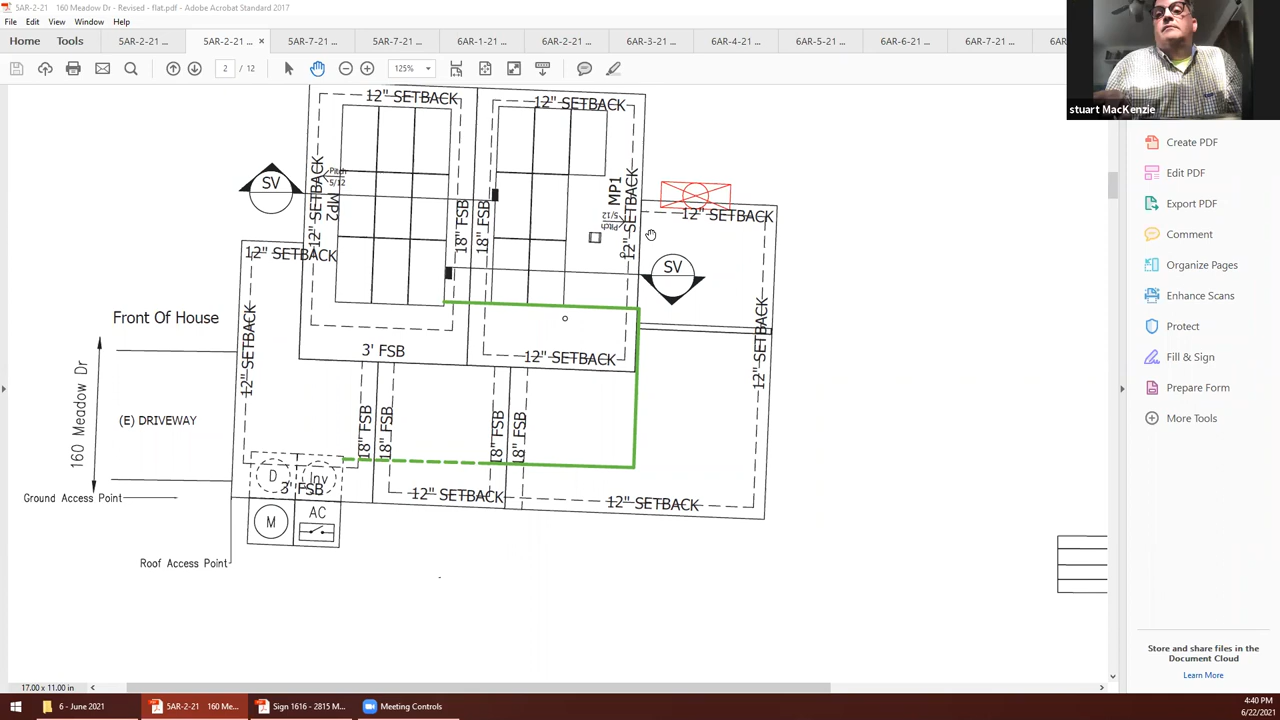 5AR-2-21 - 160 Meadow Dr - Revised - flat.pdf - Adobe Acrobat Standard 2017
File Edit View Window Help
Home Tools 5AR-2-21 ... 5AR-2-21 ... × 5AR-7-21 ... 5AR-7-21 ... 6AR-1-21 ... 6AR-2-21 ... 6AR-3-21 ... 6AR-4-21 ... 6AR-5-21 ... 6AR-6-21 ... 6AR-7-21 ...
2 / 12 125%
stuart MacKenzie
Create PDF
Edit PDF
Export PDF
Comment
Organize Pages
Enhance Scans
Protect
Fill & Sign
Prepare Form
More Tools
Store and share files in the
Document Cloud
Learn More
12" SETBACK
12" SETBACK
SV
Pitch
5/12
12" SETBACK
MP2
18" FSB
18" FSB
MP1
Pitch
5/12
12" SETBACK
12" SETBACK
12" SETBACK
SV
Front Of House
12" SETBACK
160 Meadow Dr
(E) DRIVEWAY
3' FSB
12" SETBACK
12" SETBACK
18" FSB
18" FSB
18" FSB
18" FSB
D
Inv
3' FSB
12" SETBACK
12" SETBACK
Ground Access Point
M
AC
Roof Access Point
17.00 x 11.00 in
6 - June 2021
5AR-2-21 160 Me...
Sign 1616 - 2815 M...
Meeting Controls
4:40 PM
6/22/2021